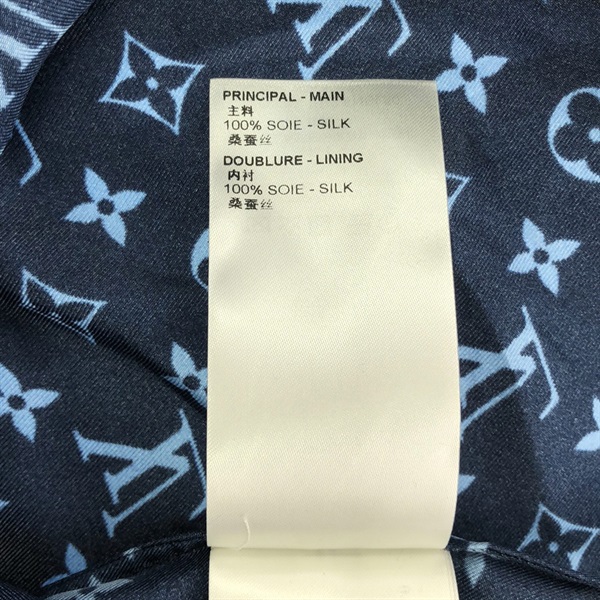 PRINCIPAL - MAIN
主料
100% SOIE - SILK
桑蚕丝
DOUBLURE - LINING
内衬
100% SOIE - SILK
桑蚕丝